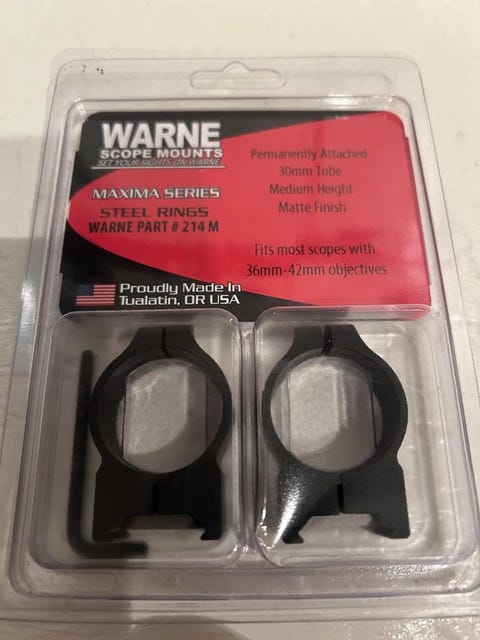 WARNE
SCOPE MOUNTS
SET YOUR SIGHTS ON WARNE
MAXIMA SERIES
STEEL RINGS
WARNE PART # 214 M
Proudly Made In
Tualatin, OR USA
Permanently Attached
30mm Tube
Medium Height
Matte Finish
Fits most scopes with
36mm-42mm objectives